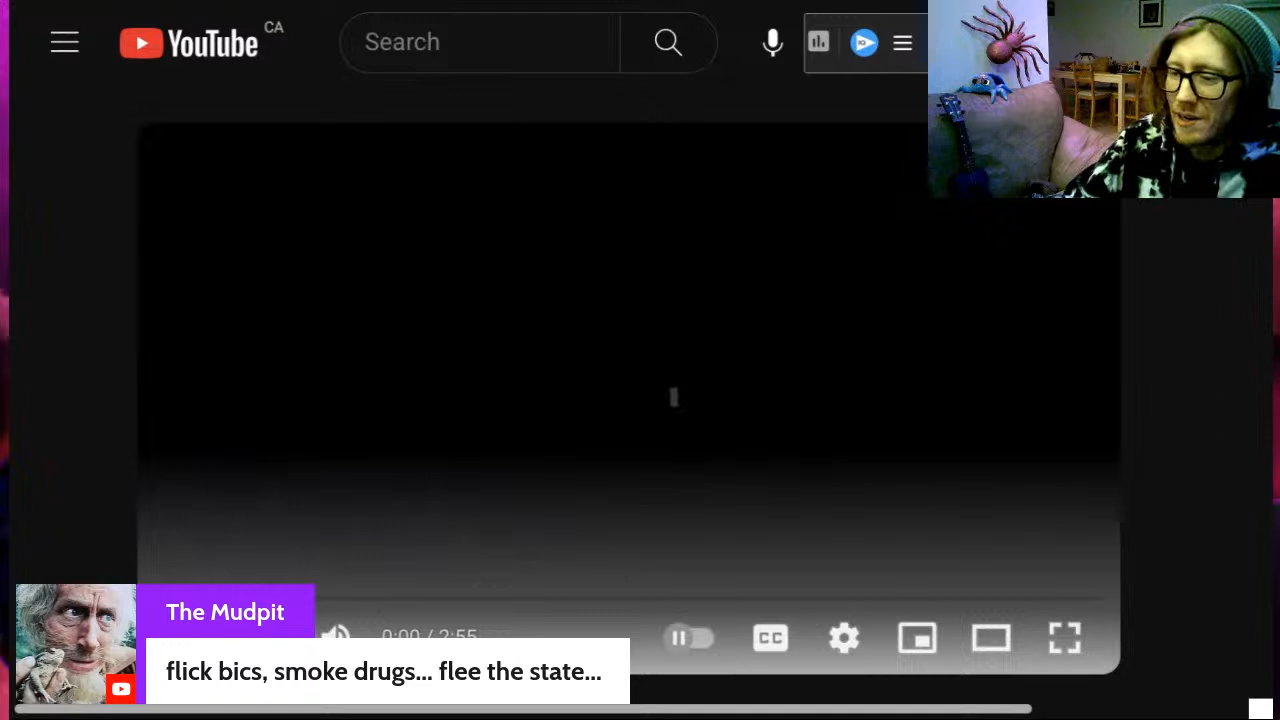 YouTube CA
Search
0:00 / 2:55
CC
The Mudpit
flick bics, smoke drugs... flee the state...